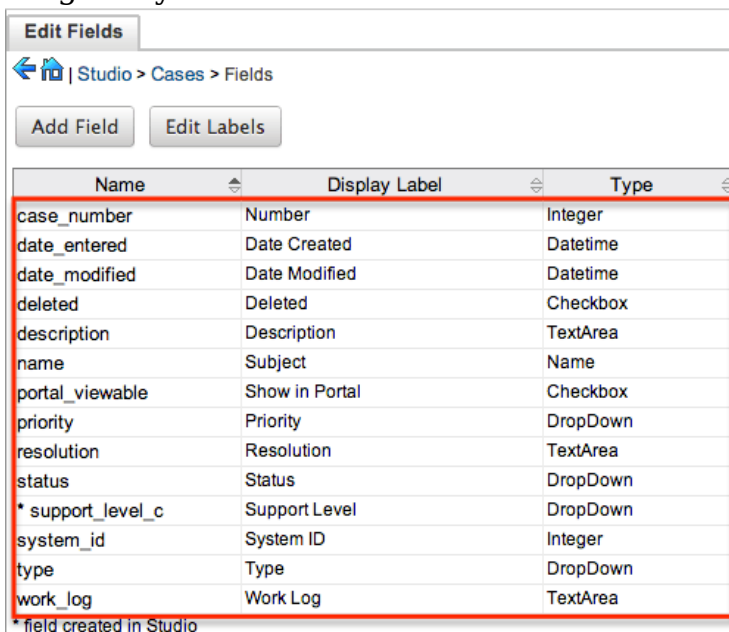 Edit Fields
| Studio > Cases > Fields
Add Field Edit Labels
Name Display Label Type
case_number Number Integer
date_entered Date Created Datetime
date_modified Date Modified Datetime
deleted Deleted Checkbox
description Description TextArea
name Subject Name
portal_viewable Show in Portal Checkbox
priority Priority DropDown
resolution Resolution TextArea
status Status DropDown
* support_level_c Support Level DropDown
system_id System ID Integer
type Type DropDown
work_log Work Log TextArea
* field created in Studio